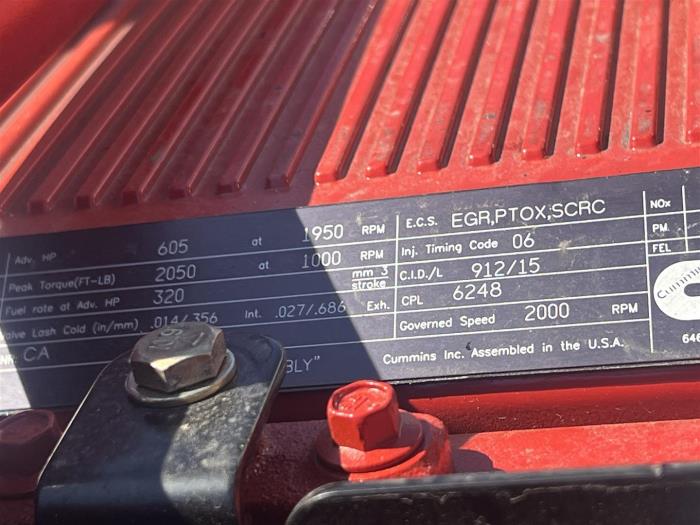 Adv. HP 605 at 1950 RPM E.C.S. EGR,PTOX,SCRC NOx
Peak Torque(FT-LB) 2050 at 1000 RPM Inj. Timing Code 06 PM.
Fuel rate at Adv. HP 320 mm 3 stroke C.I.D./L 912/15 FEL
Valve Lash Cold (in/mm) .014/.356 Int. .027/.686 Exh. CPL 6248
CA Governed Speed 2000 RPM
BLY" Cummins Inc. Assembled in the U.S.A. 646
Cummins